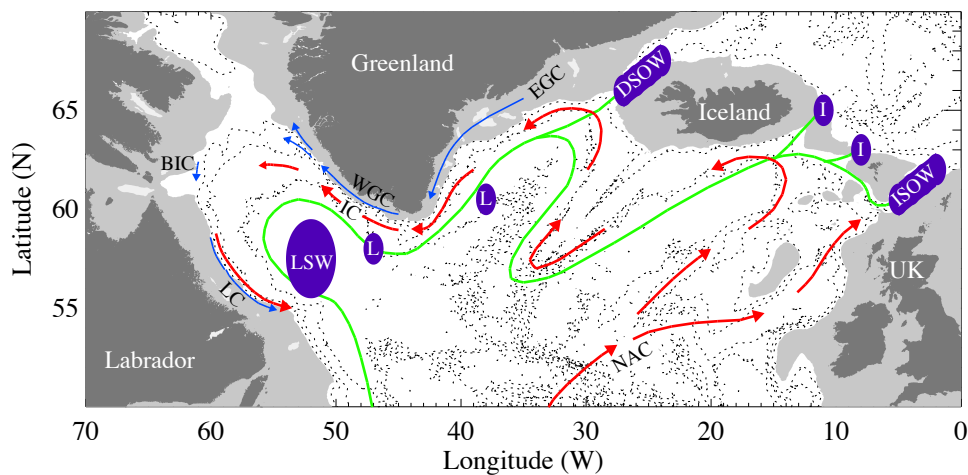 Greenland
EGC
DSOW
Iceland
I
I
ISOW
BIC
WGC
IC
L
L
LSW
LC
UK
NAC
Labrador
65
60
55
Latitude (N)
70
60
50
40
30
20
10
0
Longitude (W)